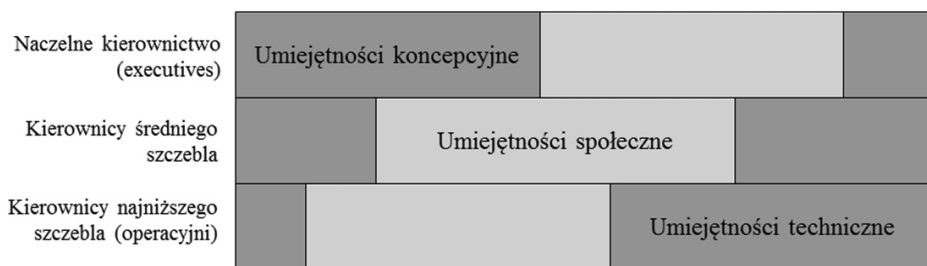 Naczelne kierownictwo
(executives)
Umiejętności koncepcyjne
Kierownicy średniego
szczebla
Umiejętności społeczne
Kierownicy najniższego
szczebla (operacyjni)
Umiejętności techniczne